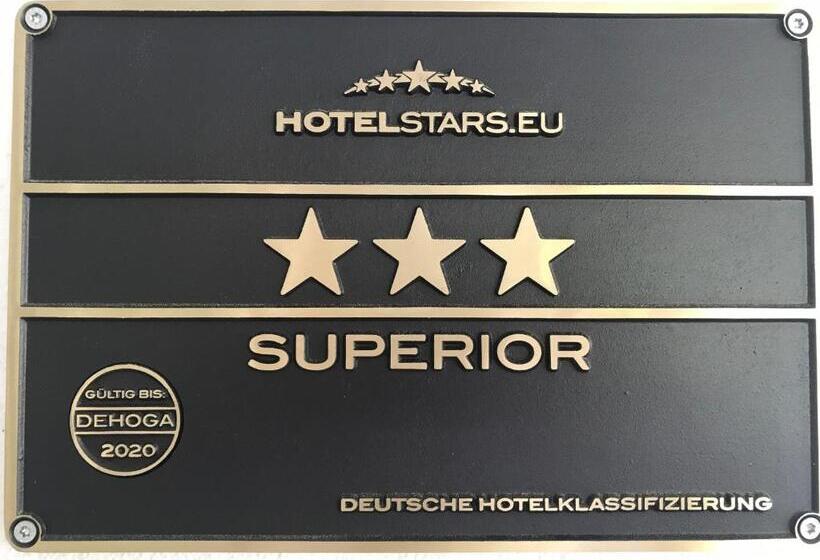 HOTELSTARS.EU
SUPERIOR
GÜLTIG BIS:
DEHOGA
2020
DEUTSCHE HOTELKLASSIFIZIERUNG